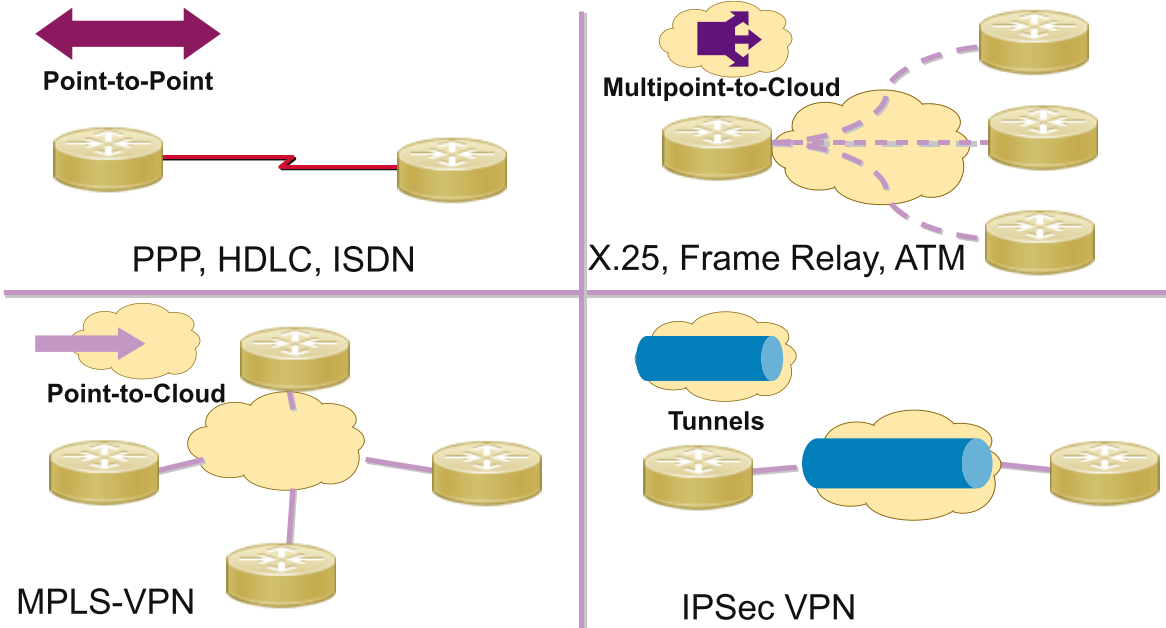 Point-to-Point
PPP, HDLC, ISDN
Multipoint-to-Cloud
X.25, Frame Relay, ATM
Point-to-Cloud
MPLS-VPN
Tunnels
IPSec VPN